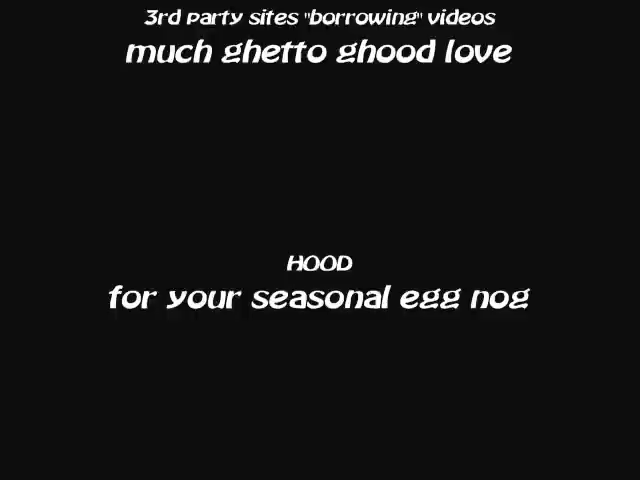 3rd party sites "borrowing" videos
much ghetto ghood love
HOOD
for your seasonal egg nog